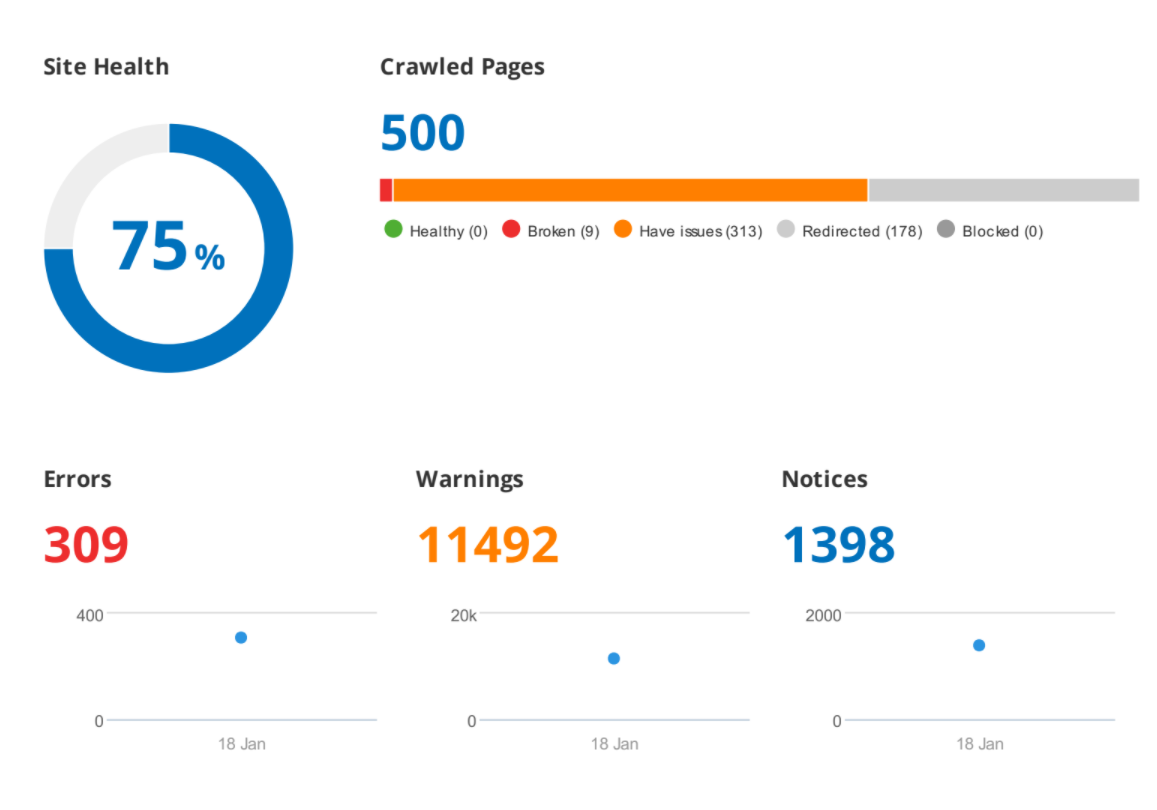 Site Health
75 %
Crawled Pages
500
Healthy (0) Broken (9) Have issues (313) Redirected (178) Blocked (0)
Errors
309
400
0
18 Jan
Warnings
11492
20k
0
18 Jan
Notices
1398
2000
0
18 Jan